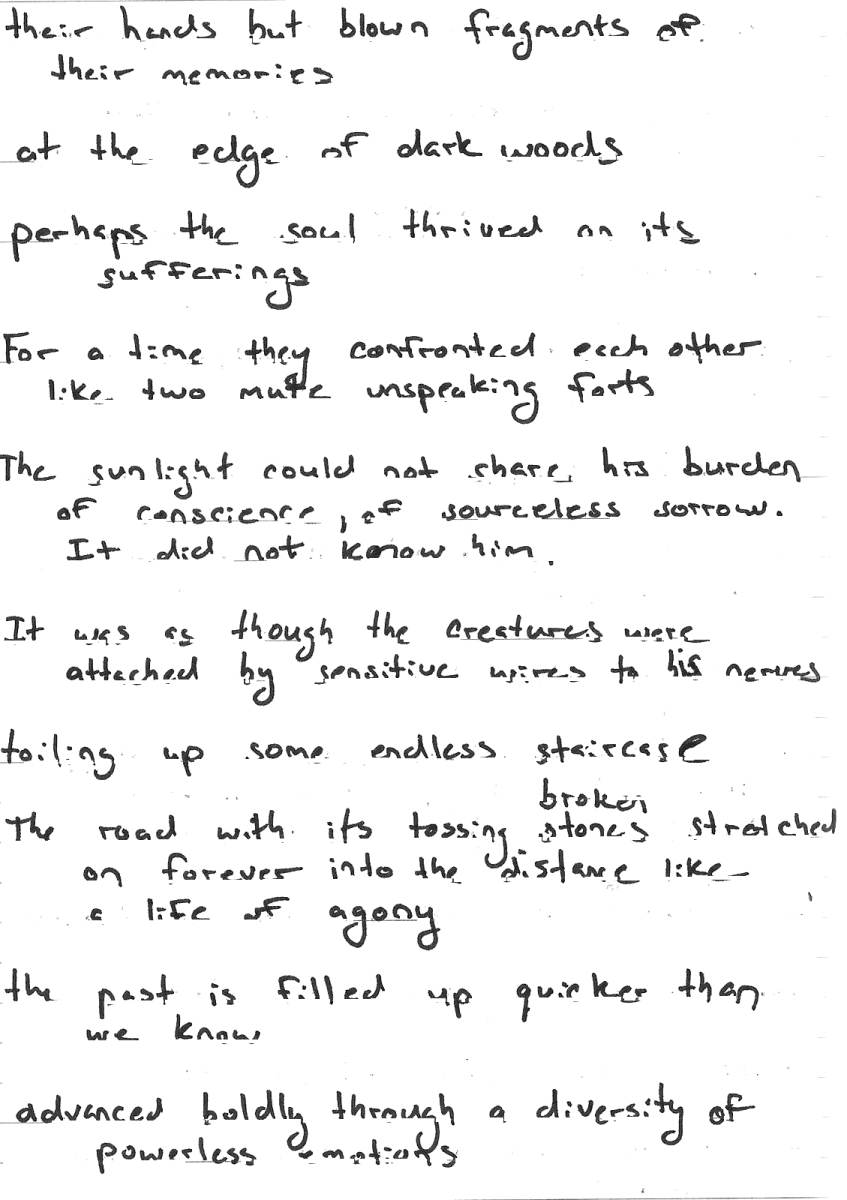 their hands but blown fragments of
their memories
at the edge of dark woods
perhaps the soul thrived on its
sufferings
For a time they confronted each other
like two mute unspeaking forts
The sunlight could not share his burden
of conscience, of sourceless sorrow.
It did not know him.
It was as though the creatures were
attached by sensitive wires to his nerves
toiling up some endless staircase
broken
The road with its tossing stones stretched
on forever into the distance like
a life of agony
the past is filled up quicker than
we know
advanced boldly through a diversity of
powerless emotions